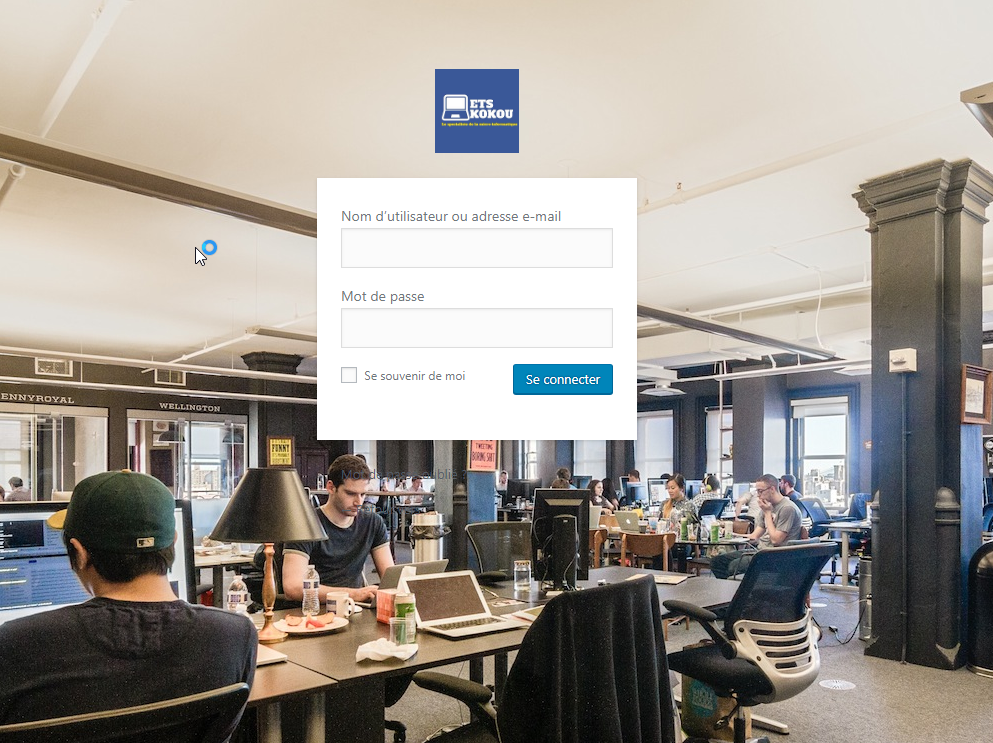 ETS
KOKOU
Le spécialiste de la micro-informatique
Nom d'utilisateur ou adresse e-mail
Mot de passe
Se souvenir de moi
Se connecter
ENNYROYAL
WELLINGTON
FUNNY
TWEETING
BORING SHIT
Mot de passe oublié